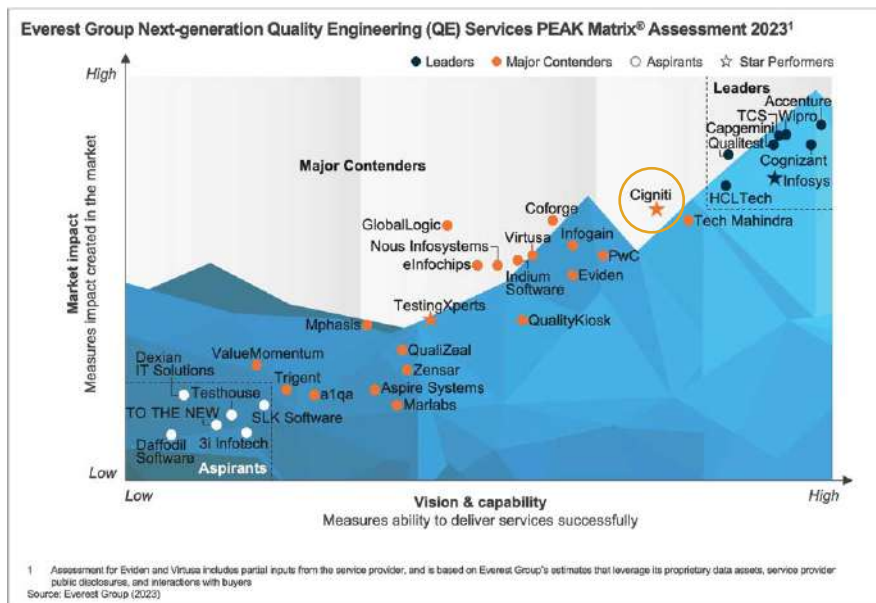 Everest Group Next-generation Quality Engineering (QE) Services PEAK Matrix® Assessment 2023¹
High
Leaders
Major Contenders
Aspirants
Star Performers
Leaders
Accenture
TCS
Wipro
Capgemini
Qualitest
Cognizant
Infosys
HCLTech
Major Contenders
Cigniti
Tech Mahindra
Coforge
GlobalLogic
Virtusa
Infogain
Nous Infosystems
PwC
eInfochips
Indium
Software
Eviden
TestingXperts
Mphasis
QualityKiosk
QualiZeal
ValueMomentum
Zensar
Dexian
IT Solutions
Trigent
Aspire Systems
Testhouse
a1qa
Marlabs
TO THE NEW
SLK Software
Daffodil
Software
3i Infotech
Aspirants
Market impact
Measures impact created in the market
Low
Low
Vision & capability
High
Measures ability to deliver services successfully
1 Assessment for Eviden and Virtusa includes partial inputs from the service provider, and is based on Everest Group's estimates that leverage its proprietary data assets, service provider
public disclosures, and interactions with buyers
Source: Everest Group (2023)